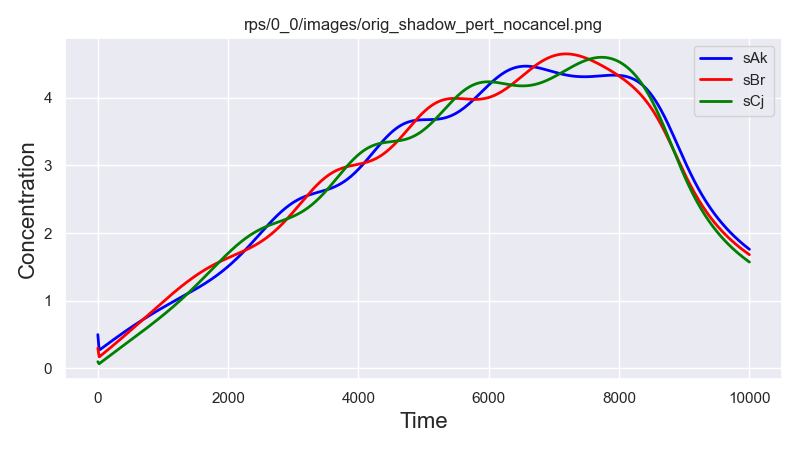 rps/0_0/images/orig_shadow_pert_nocancel.png
sAk
sBr
sCj
Concentration
4
3
2
1
0
0 2000 4000 6000 8000 10000
Time